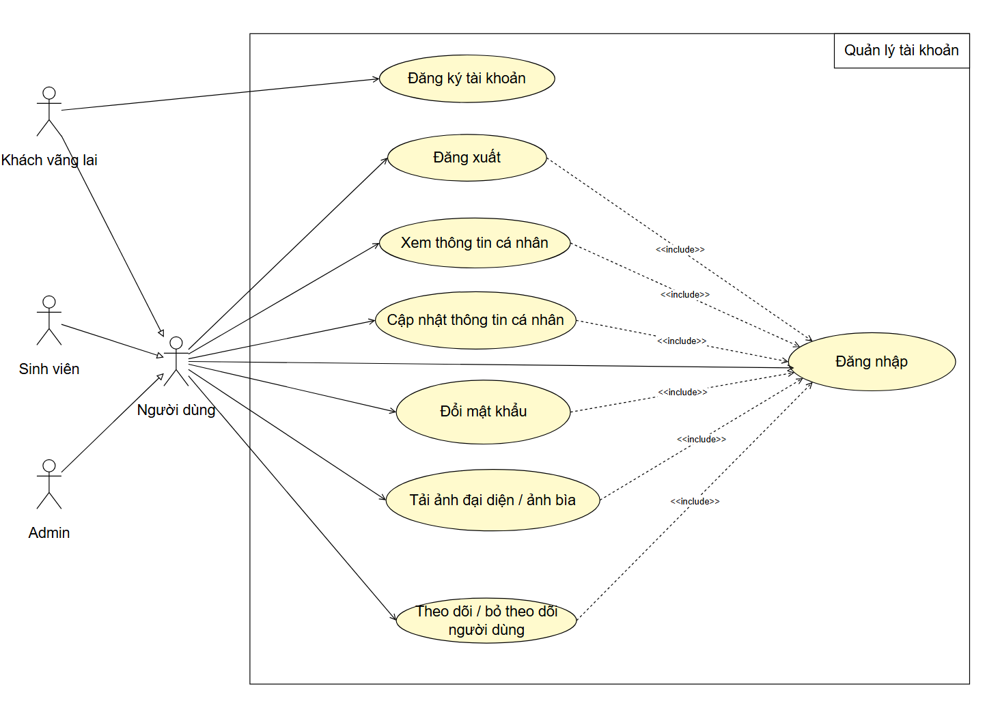 Quản lý tài khoản
Đăng ký tài khoản
Khách vãng lai
Đăng xuất
Xem thông tin cá nhân
<<include>>
<<include>>
Cập nhật thông tin cá nhân
<<include>>
Sinh viên
Đăng nhập
Người dùng
Đổi mật khẩu
<<include>>
<<include>>
Tải ảnh đại diện / ảnh bìa
<<include>>
Admin
Theo dõi / bỏ theo dõi
người dùng